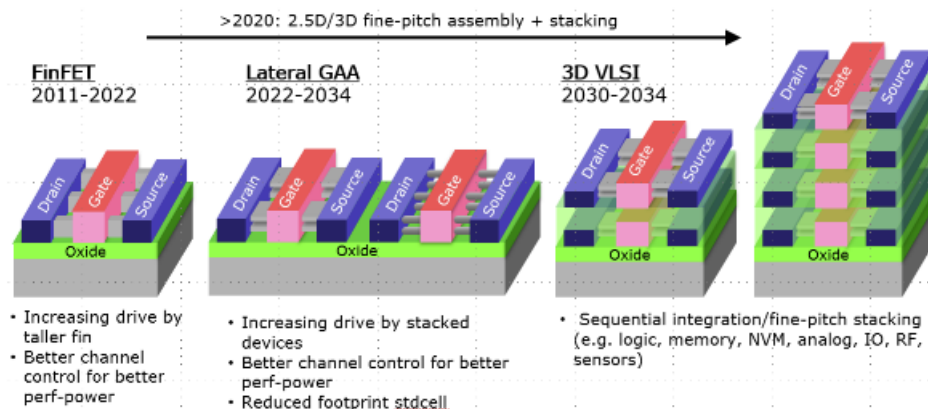 >2020: 2.5D/3D fine-pitch assembly + stacking
FinFET
2011-2022
Lateral GAA
2022-2034
3D VLSI
2030-2034
Drain
Gate
Source
Oxide
Drain
Gate
Source
Drain
Gate
Source
Oxide
Drain
Gate
Source
Oxide
Drain
Gate
Source
Oxide
• Increasing drive by
taller fin
• Better channel
control for better
perf-power
• Increasing drive by stacked
devices
• Better channel control for better
perf-power
• Reduced footprint stdcell
• Sequential integration/fine-pitch stacking
(e.g. logic, memory, NVM, analog, IO, RF,
sensors)